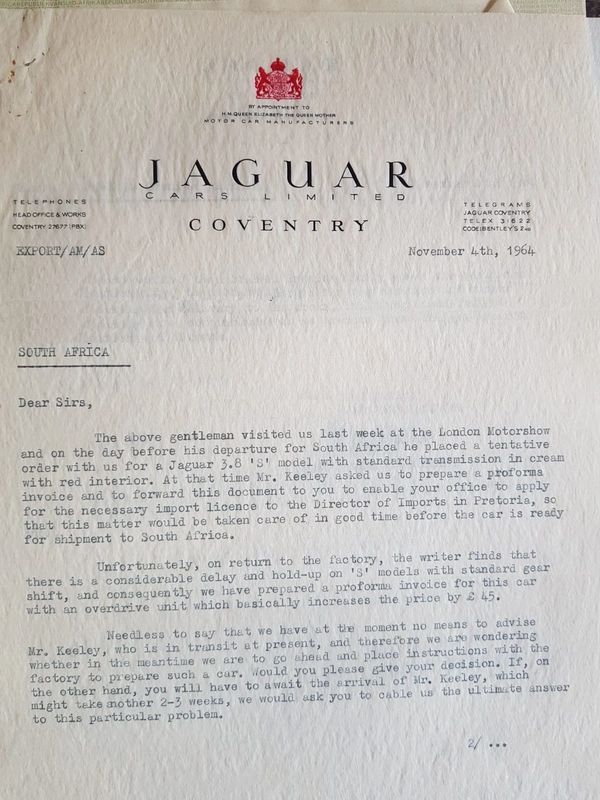 BY APPOINTMENT TO
H.M. QUEEN ELIZABETH THE QUEEN MOTHER
MOTOR CAR MANUFACTURERS
JAGUAR
CARS LIMITED
COVENTRY
TELEPHONES
HEAD OFFICE & WORKS
COVENTRY 27677 (PBX)
TELEGRAMS
JAGUAR COVENTRY
TELEX 31622
CODE: BENTLEY'S 2ND
EXPORT/AM/AS
November 4th, 1964
SOUTH AFRICA
Dear Sirs,
The above gentleman visited us last week at the London Motorshow
and on the day before his departure for South Africa he placed a tentative
order with us for a Jaguar 3.8 'S' model with standard transmission in cream
with red interior. At that time Mr. Keeley asked us to prepare a proforma
invoice and to forward this document to you to enable your office to apply
for the necessary import licence to the Director of Imports in Pretoria, so
that this matter would be taken care of in good time before the car is ready
for shipment to South Africa.
Unfortunately, on return to the factory, the writer finds that
there is a considerable delay and hold-up on 'S' models with standard gear
shift, and consequently we have prepared a proforma invoice for this car
with an overdrive unit which basically increases the price by £ 45.
Needless to say that we have at the moment no means to advise
Mr. Keeley, who is in transit at present, and therefore we are wondering
whether in the meantime we are to go ahead and place instructions with the
factory to prepare such a car. Would you please give your decision. If, on
the other hand, you will have to await the arrival of Mr. Keeley, which
might take another 2-3 weeks, we would ask you to cable us the ultimate answer
to this particular problem.
2/ ...